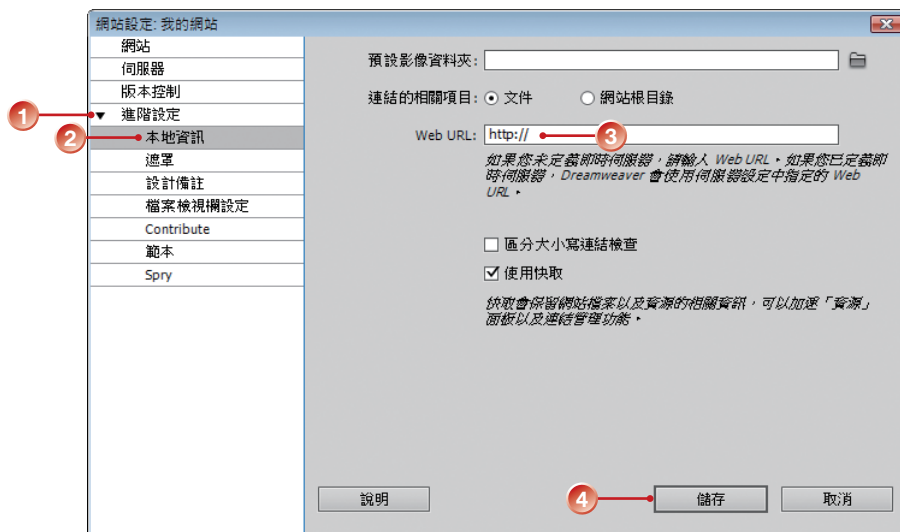 網站設定: 我的網站
網站
伺服器
版本控制
1
▼ 進階設定
2
本地資訊
遮罩
設計備註
檔案檢視欄設定
Contribute
範本
Spry
預設影像資料夾:
連結的相關項目: 文件 網站根目錄
Web URL: http:// 3
如果您未定義即時伺服器，請輸入 Web URL。如果您已定義即
時伺服器，Dreamweaver 會使用伺服器設定中指定的 Web
URL。
區分大小寫連結檢查
使用快取
快取會保留網站檔案以及資源的相關資訊，可以加速「資源」
面板以及連結管理功能。
說明 4 儲存 取消